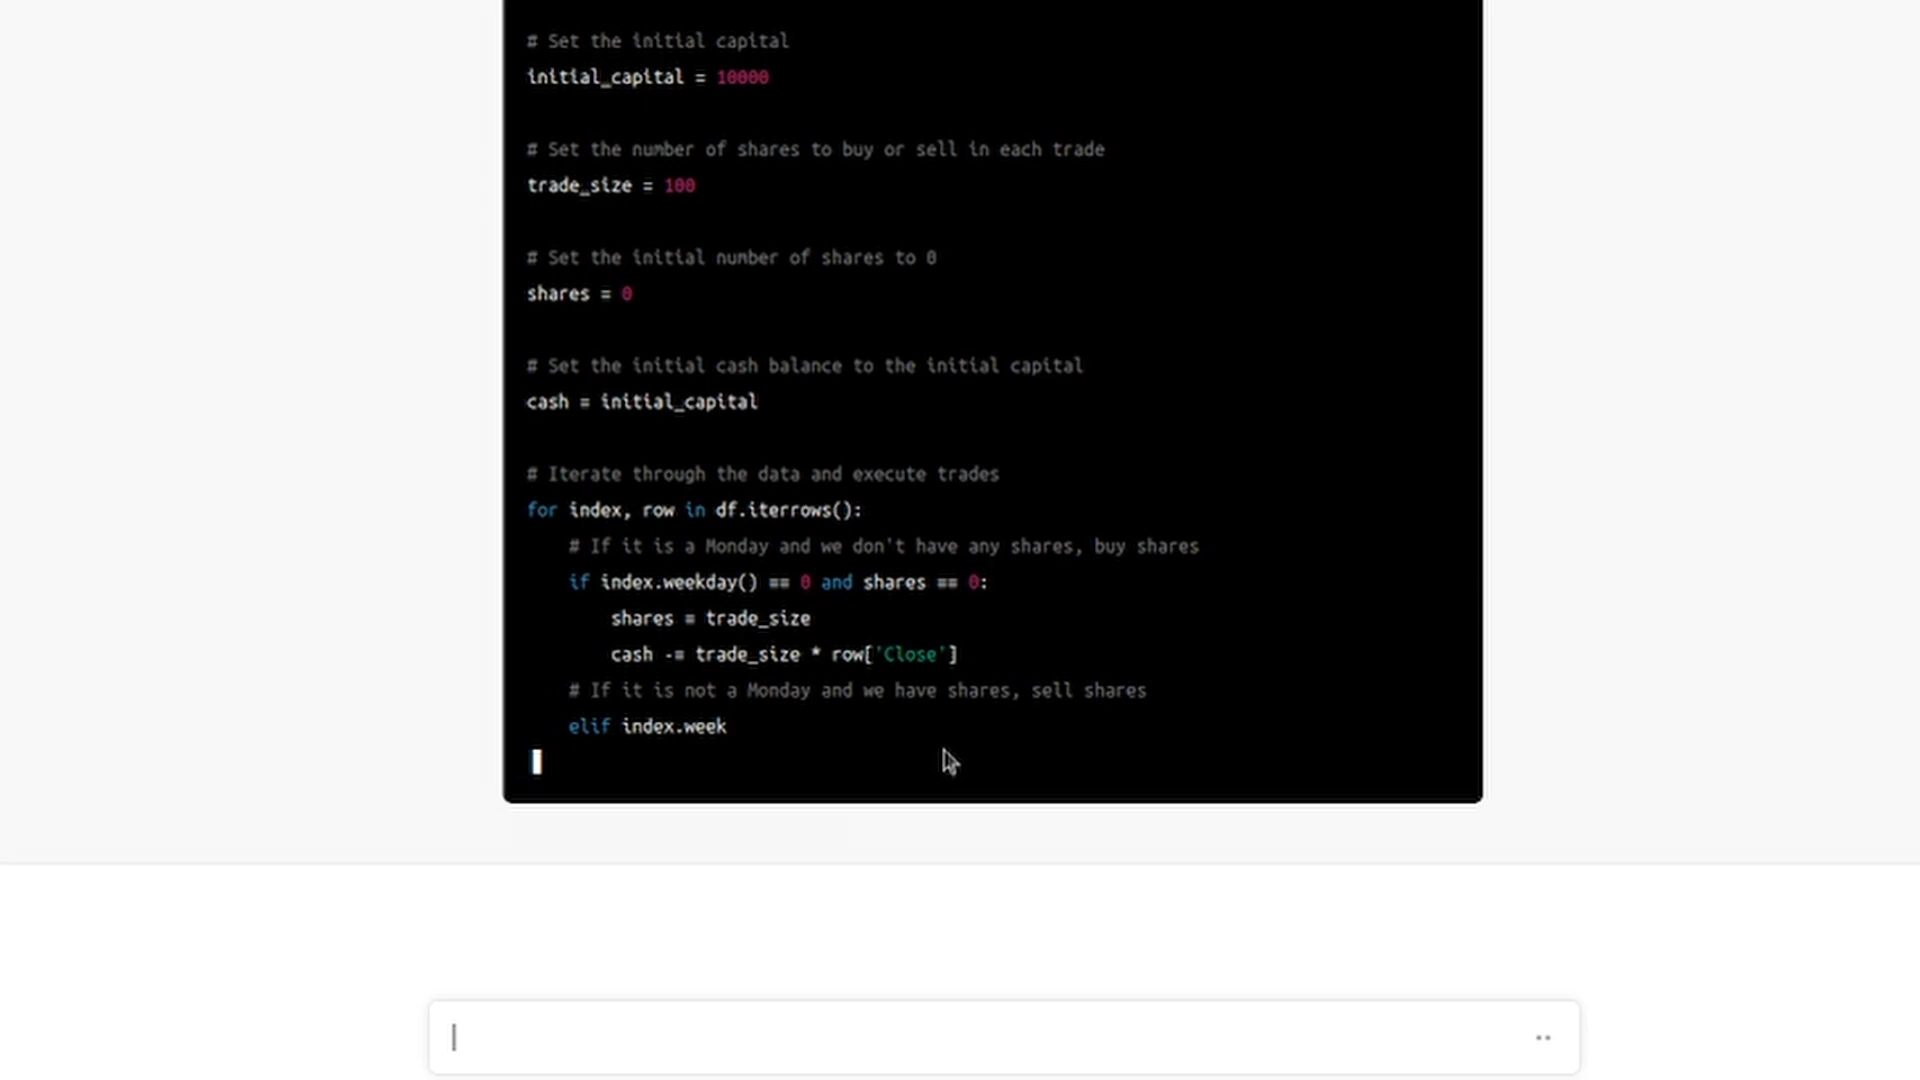 # Set the initial capital
initial_capital = 10000
# Set the number of shares to buy or sell in each trade
trade_size = 100
# Set the initial number of shares to 0
shares = 0
# Set the initial cash balance to the initial capital
cash = initial_capital
# Iterate through the data and execute trades
for index, row in df.iterrows():
    # If it is a Monday and we don't have any shares, buy shares
    if index.weekday() == 0 and shares == 0:
        shares = trade_size
        cash -= trade_size * row['Close']
    # If it is not a Monday and we have shares, sell shares
    elif index.week